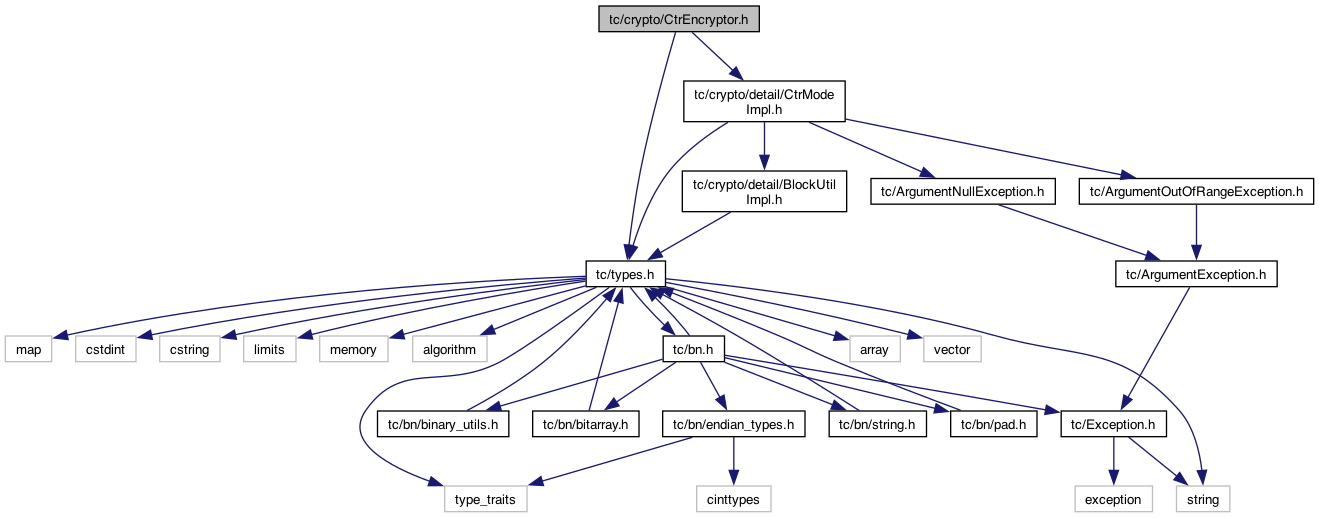 tc/crypto/CtrEncryptor.h
tc/crypto/detail/CtrMode
Impl.h
tc/crypto/detail/BlockUtil
Impl.h
tc/ArgumentNullException.h
tc/ArgumentOutOfRangeException.h
tc/types.h
tc/ArgumentException.h
map
cstdint
cstring
limits
memory
algorithm
tc/bn.h
array
vector
tc/bn/binary_utils.h
tc/bn/bitarray.h
tc/bn/endian_types.h
tc/bn/string.h
tc/bn/pad.h
tc/Exception.h
type_traits
cinttypes
exception
string